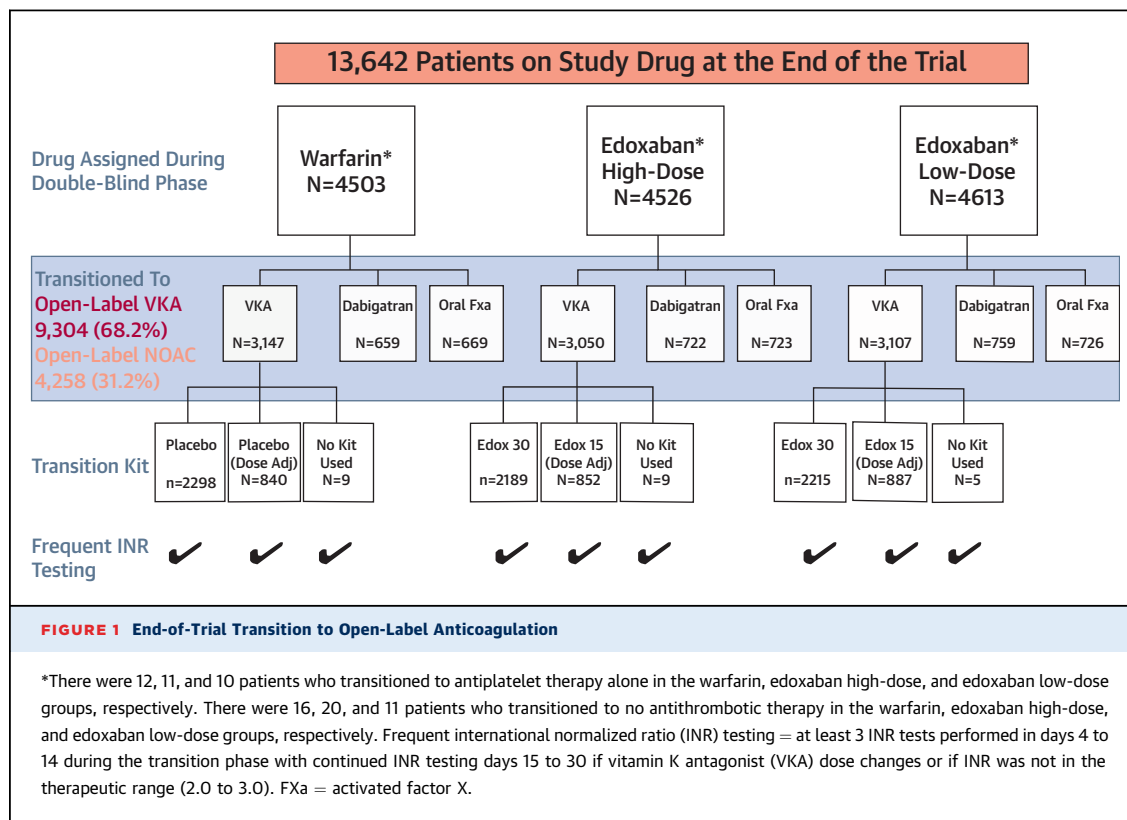 13,642 Patients on Study Drug at the End of the Trial
Drug Assigned During
Double-Blind Phase
Warfarin*
N=4503
Edoxaban*
High-Dose
N=4526
Edoxaban*
Low-Dose
N=4613
Transitioned To
Open-Label VKA
9,304 (68.2%)
Open-Label NOAC
4,258 (31.2%)
VKA
N=3,147
Dabigatran
N=659
Oral Fxa
N=669
VKA
N=3,050
Dabigatran
N=722
Oral Fxa
N=723
VKA
N=3,107
Dabigatran
N=759
Oral Fxa
N=726
Transition Kit
Placebo
n=2298
Placebo
(Dose Adj)
N=840
No Kit
Used
N=9
Edox 30
n=2189
Edox 15
(Dose Adj)
N=852
No Kit
Used
N=9
Edox 30
n=2215
Edox 15
(Dose Adj)
N=887
No Kit
Used
N=5
Frequent INR
Testing
✔ ✔ ✔ ✔ ✔ ✔ ✔ ✔ ✔
FIGURE 1 End-of-Trial Transition to Open-Label Anticoagulation
*There were 12, 11, and 10 patients who transitioned to antiplatelet therapy alone in the warfarin, edoxaban high-dose, and edoxaban low-dose
groups, respectively. There were 16, 20, and 11 patients who transitioned to no antithrombotic therapy in the warfarin, edoxaban high-dose,
and edoxaban low-dose groups, respectively. Frequent international normalized ratio (INR) testing = at least 3 INR tests performed in days 4 to
14 during the transition phase with continued INR testing days 15 to 30 if vitamin K antagonist (VKA) dose changes or if INR was not in the
therapeutic range (2.0 to 3.0). FXa = activated factor X.